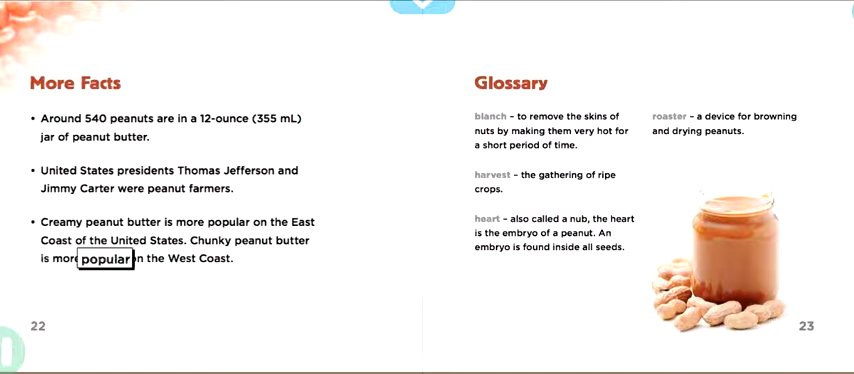 More Facts
• Around 540 peanuts are in a 12-ounce (355 mL)
jar of peanut butter.
• United States presidents Thomas Jefferson and
Jimmy Carter were peanut farmers.
• Creamy peanut butter is more popular on the East
Coast of the United States. Chunky peanut butter
is more popular on the West Coast.
22
Glossary
blanch – to remove the skins of
nuts by making them very hot for
a short period of time.
harvest – the gathering of ripe
crops.
heart – also called a nub, the heart
is the embryo of a peanut. An
embryo is found inside all seeds.
roaster – a device for browning
and drying peanuts.
23